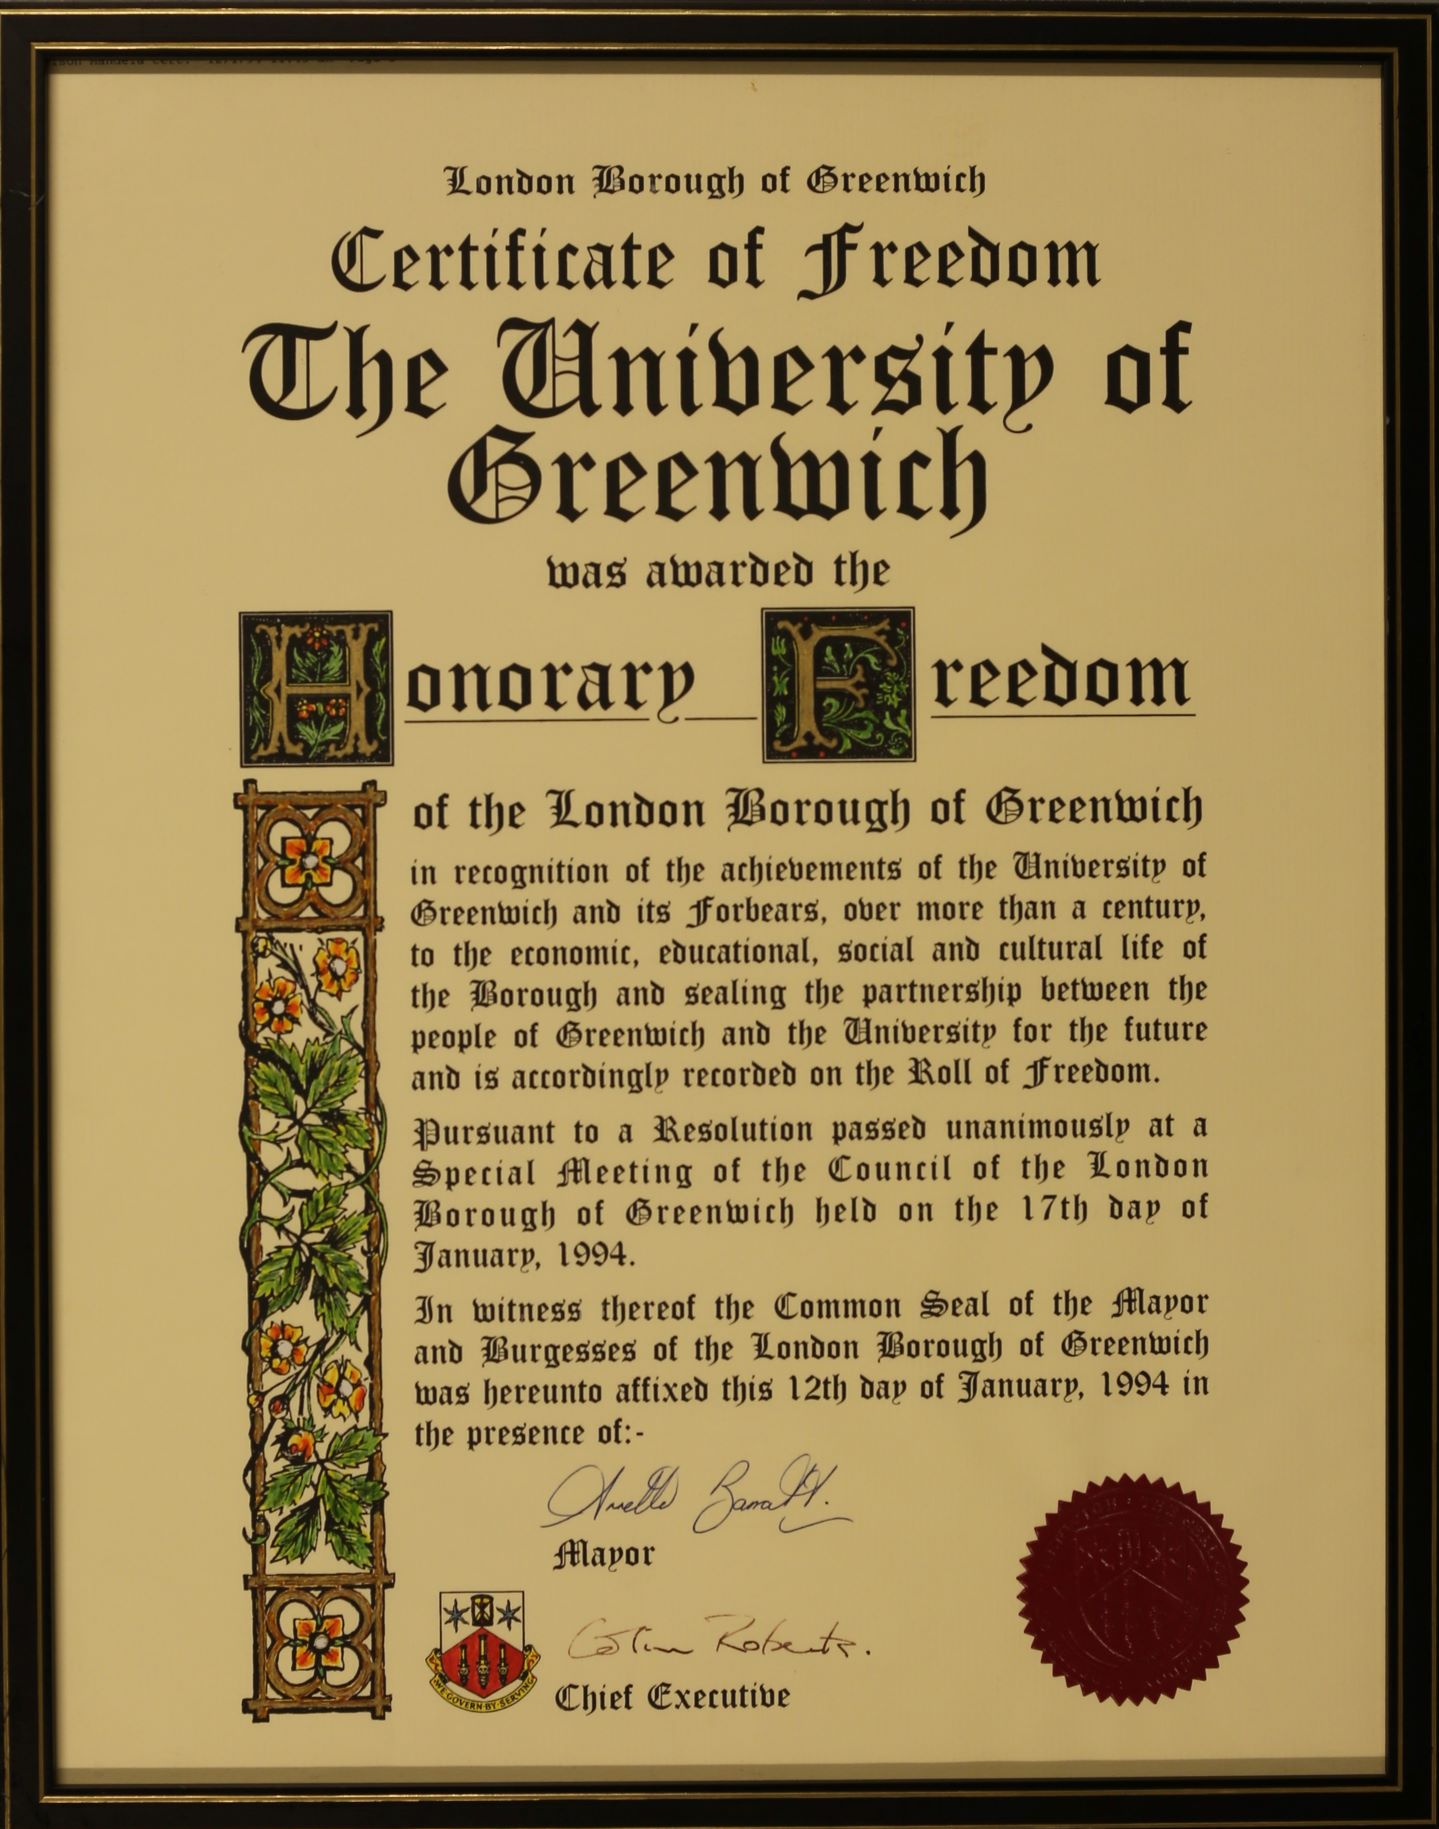 London Borough of Greenwich
Certificate of Freedom
The University of
Greenwich
was awarded the
Honorary Freedom
of the London Borough of Greenwich
in recognition of the achievements of the University of
Greenwich and its Forbears, over more than a century,
to the economic, educational, social and cultural life of
the Borough and sealing the partnership between the
people of Greenwich and the University for the future
and is accordingly recorded on the Roll of Freedom.
Pursuant to a Resolution passed unanimously at a
Special Meeting of the Council of the London
Borough of Greenwich held on the 17th day of
January, 1994.
In witness thereof the Common Seal of the Mayor
and Burgesses of the London Borough of Greenwich
was hereunto affixed this 12th day of January, 1994 in
the presence of:-
Barratt.
Mayor
Colin Roberts.
Chief Executive
WE·GOVERN·BY·SERVING